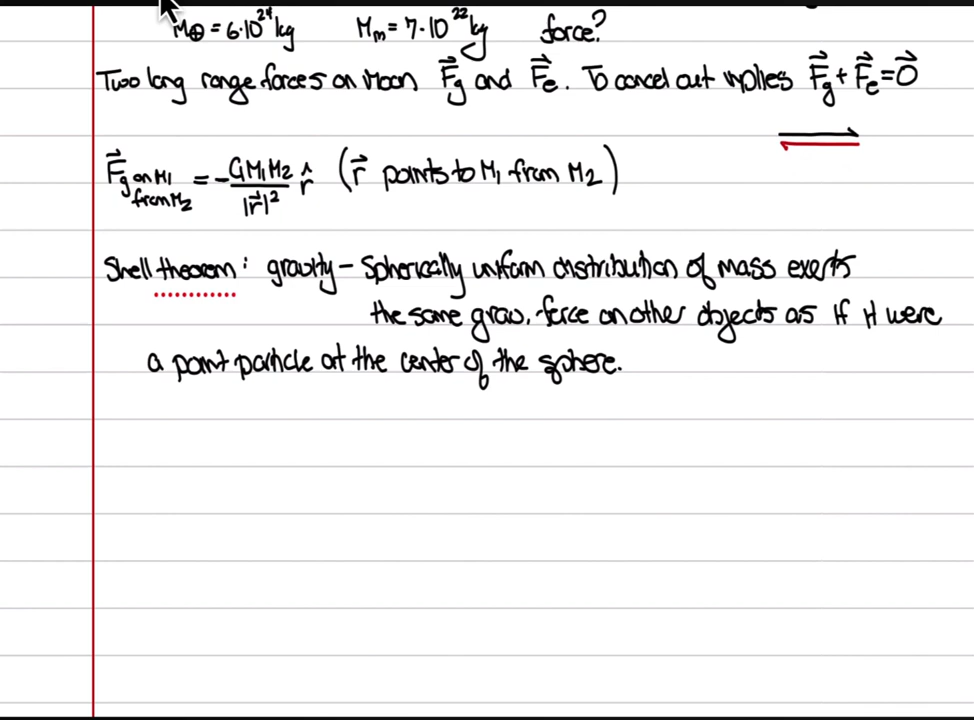 M⊕ = 6·10²⁴ kg   Mm = 7·10²² kg   force?
Two long range forces on Moon F⃗g and F⃗e. To cancel out implies F⃗g + F⃗e = 0⃗
F⃗g on M1 from M2 = - GM1M2/|r⃗|² r̂ (r⃗ points to M1 from M2)
Shell theorem: gravity - Spherically uniform distribution of mass exerts
the same grav. force on other objects as if it were
a point particle at the center of the sphere.